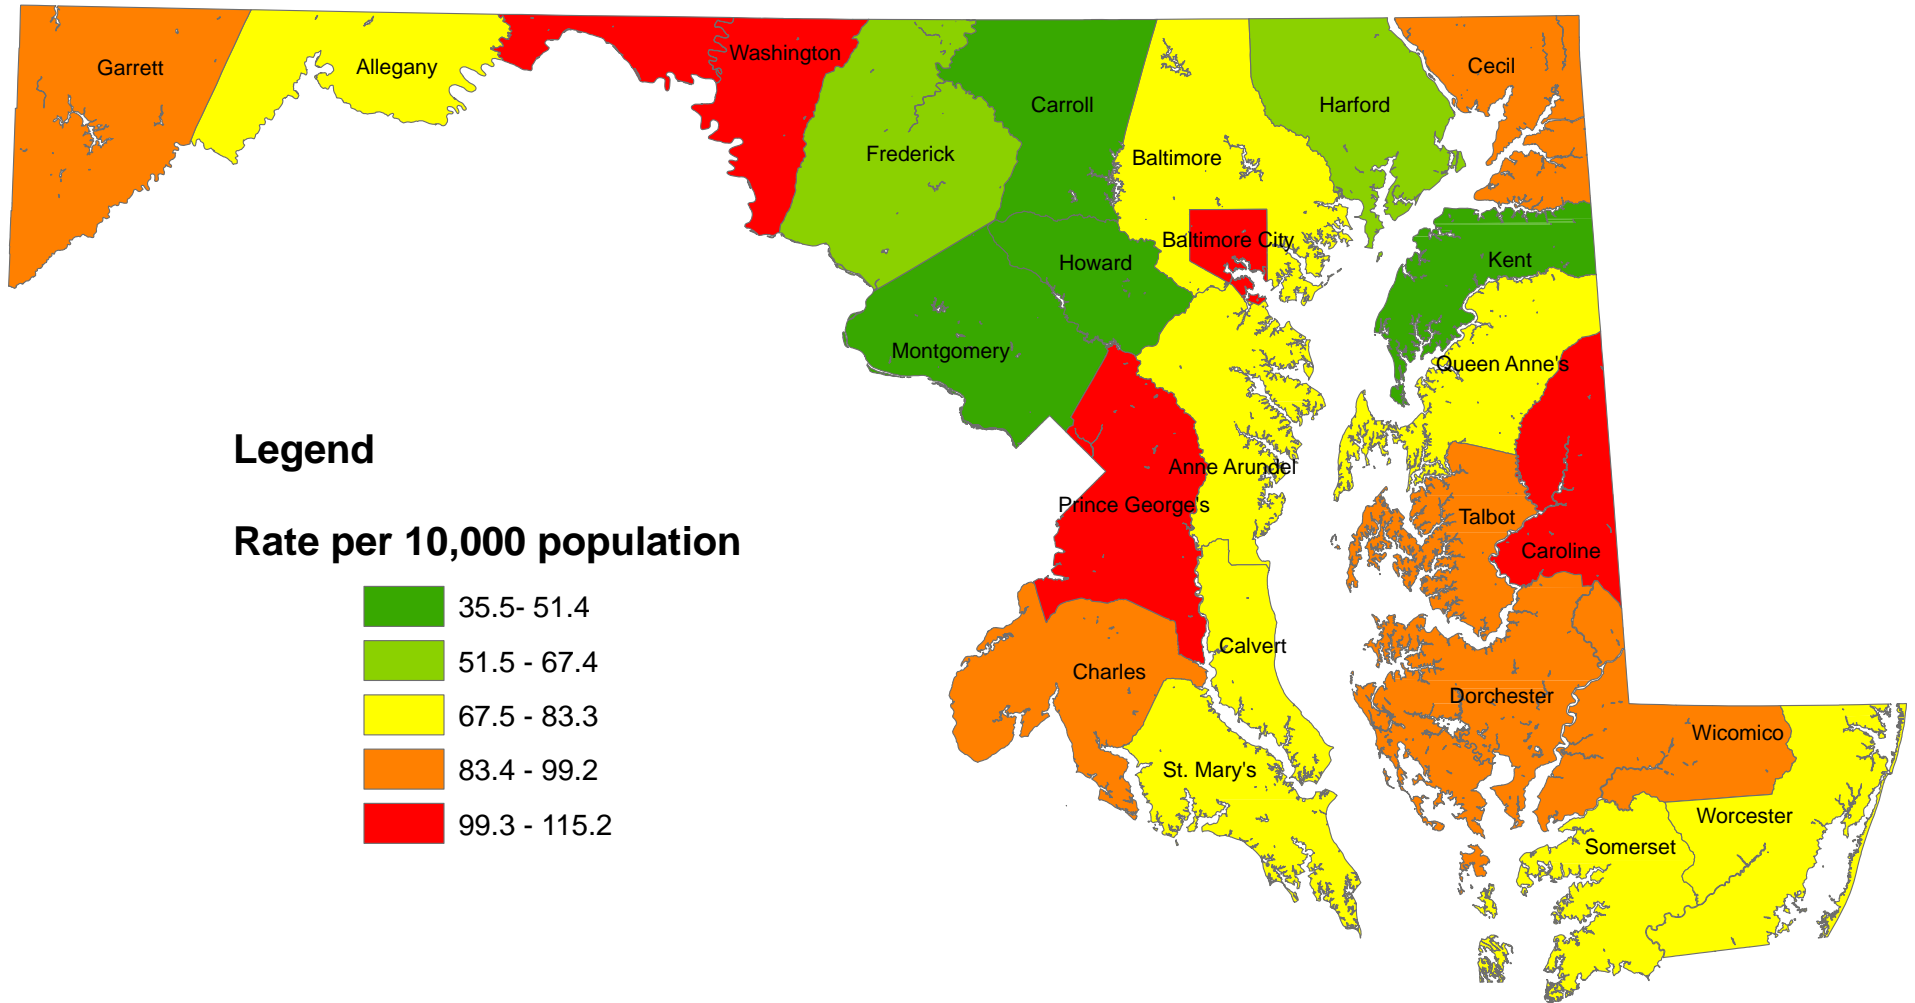 Garrett
Allegany
Washington
Frederick
Carroll
Baltimore
Harford
Cecil
Baltimore City
Howard
Kent
Montgomery
Queen Anne's
Anne Arundel
Prince George's
Talbot
Caroline
Calvert
Charles
Dorchester
Wicomico
St. Mary's
Worcester
Somerset
Legend
Rate per 10,000 population
35.5- 51.4
51.5 - 67.4
67.5 - 83.3
83.4 - 99.2
99.3 - 115.2